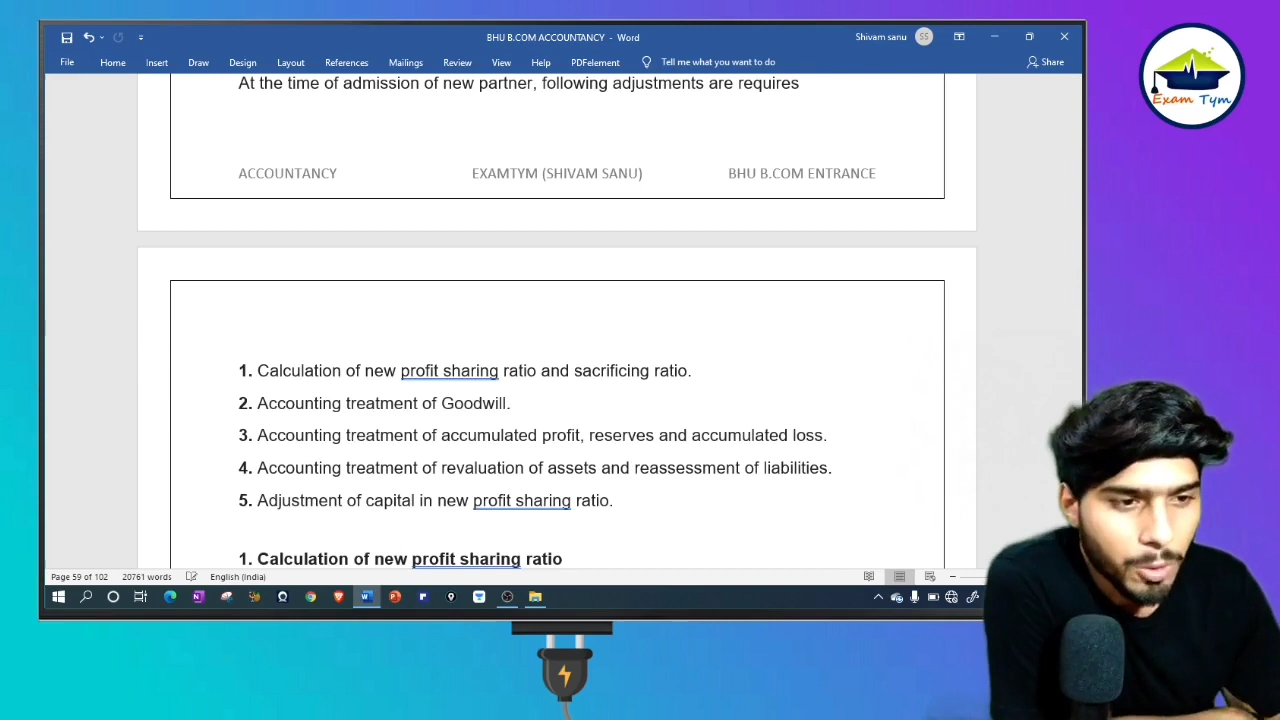 BHU B.COM ACCOUNTANCY - Word
Shivam sanu SS
File Home Insert Draw Design Layout References Mailings Review View Help PDFelement Tell me what you want to do Share
At the time of admission of new partner, following adjustments are requires
ACCOUNTANCY EXAMTYM (SHIVAM SANU) BHU B.COM ENTRANCE
1. Calculation of new profit sharing ratio and sacrificing ratio.
2. Accounting treatment of Goodwill.
3. Accounting treatment of accumulated profit, reserves and accumulated loss.
4. Accounting treatment of revaluation of assets and reassessment of liabilities.
5. Adjustment of capital in new profit sharing ratio.
1. Calculation of new profit sharing ratio
Page 59 of 102 20761 words English (India)
Exam Tym